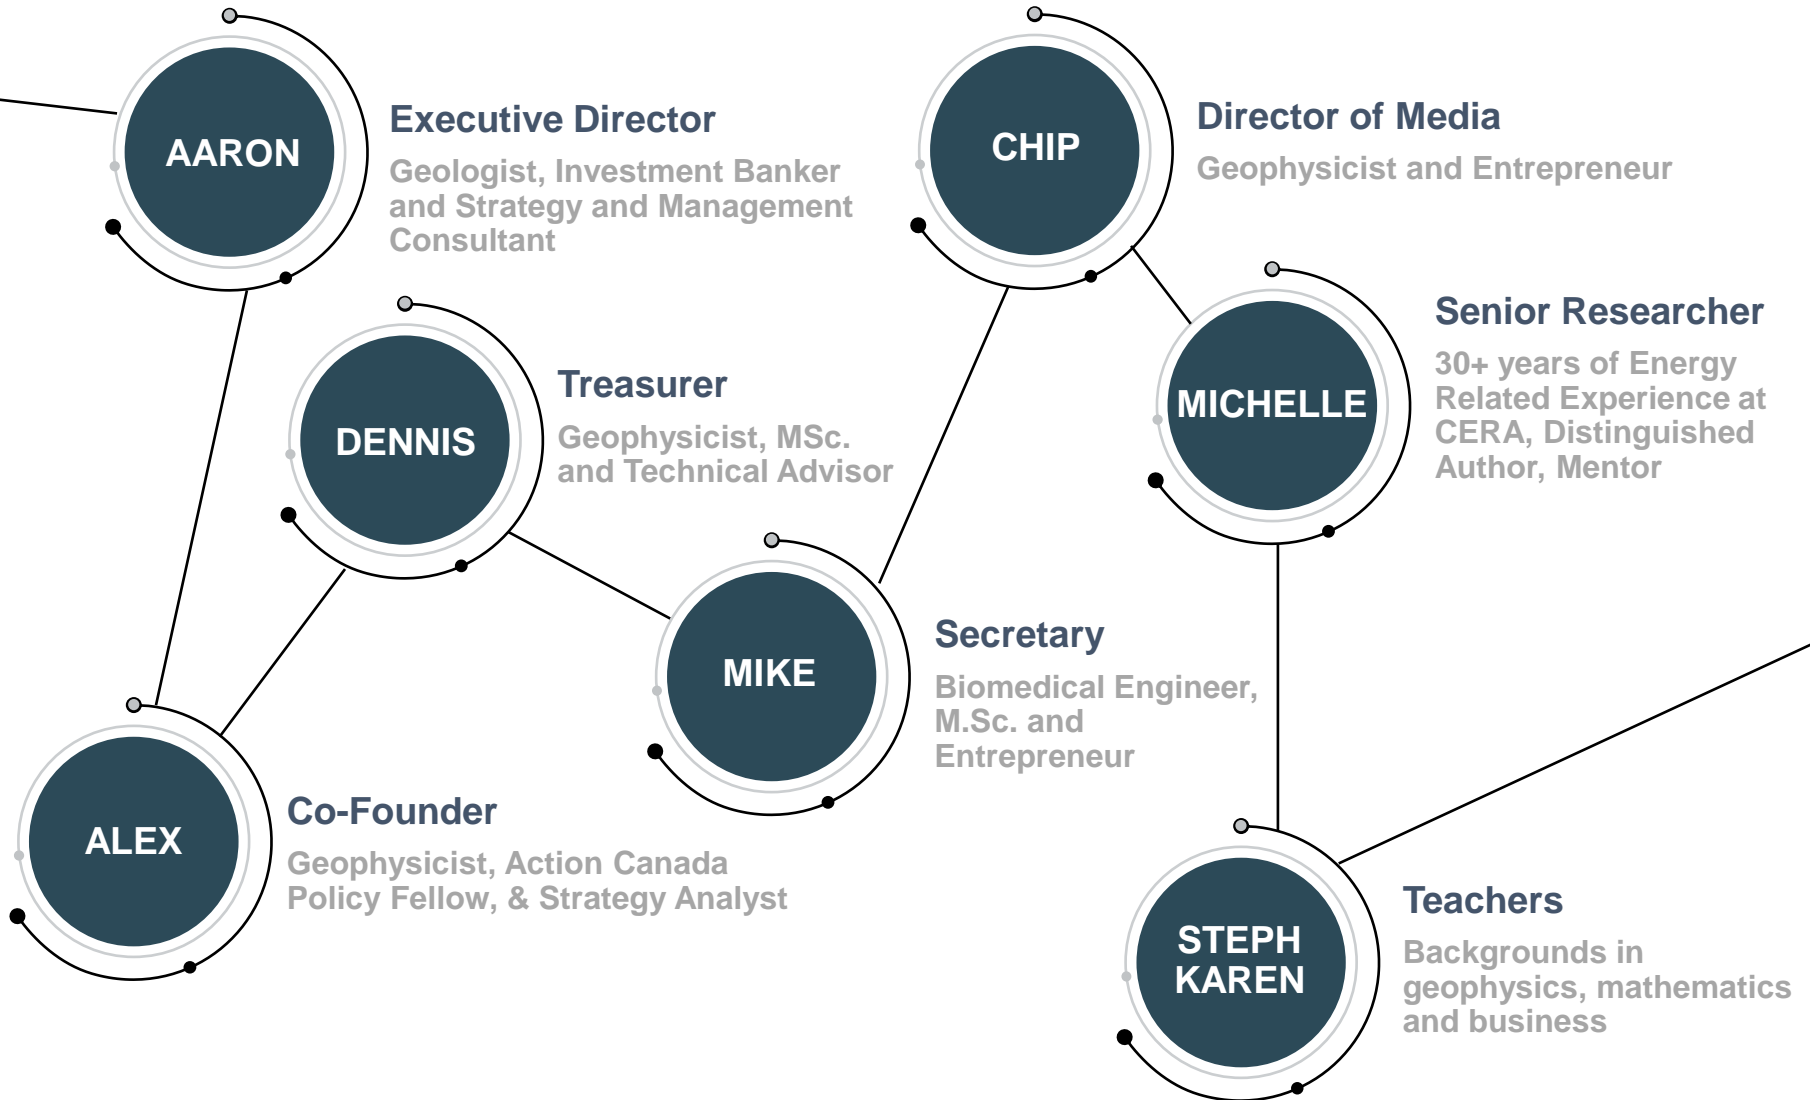 AARON
Executive Director
Geologist, Investment Banker
and Strategy and Management
Consultant
CHIP
Director of Media
Geophysicist and Entrepreneur
DENNIS
Treasurer
Geophysicist, MSc.
and Technical Advisor
MICHELLE
Senior Researcher
30+ years of Energy
Related Experience at
CERA, Distinguished
Author, Mentor
MIKE
Secretary
Biomedical Engineer,
M.Sc. and
Entrepreneur
ALEX
Co-Founder
Geophysicist, Action Canada
Policy Fellow, & Strategy Analyst
STEPH
KAREN
Teachers
Backgrounds in
geophysics, mathematics
and business